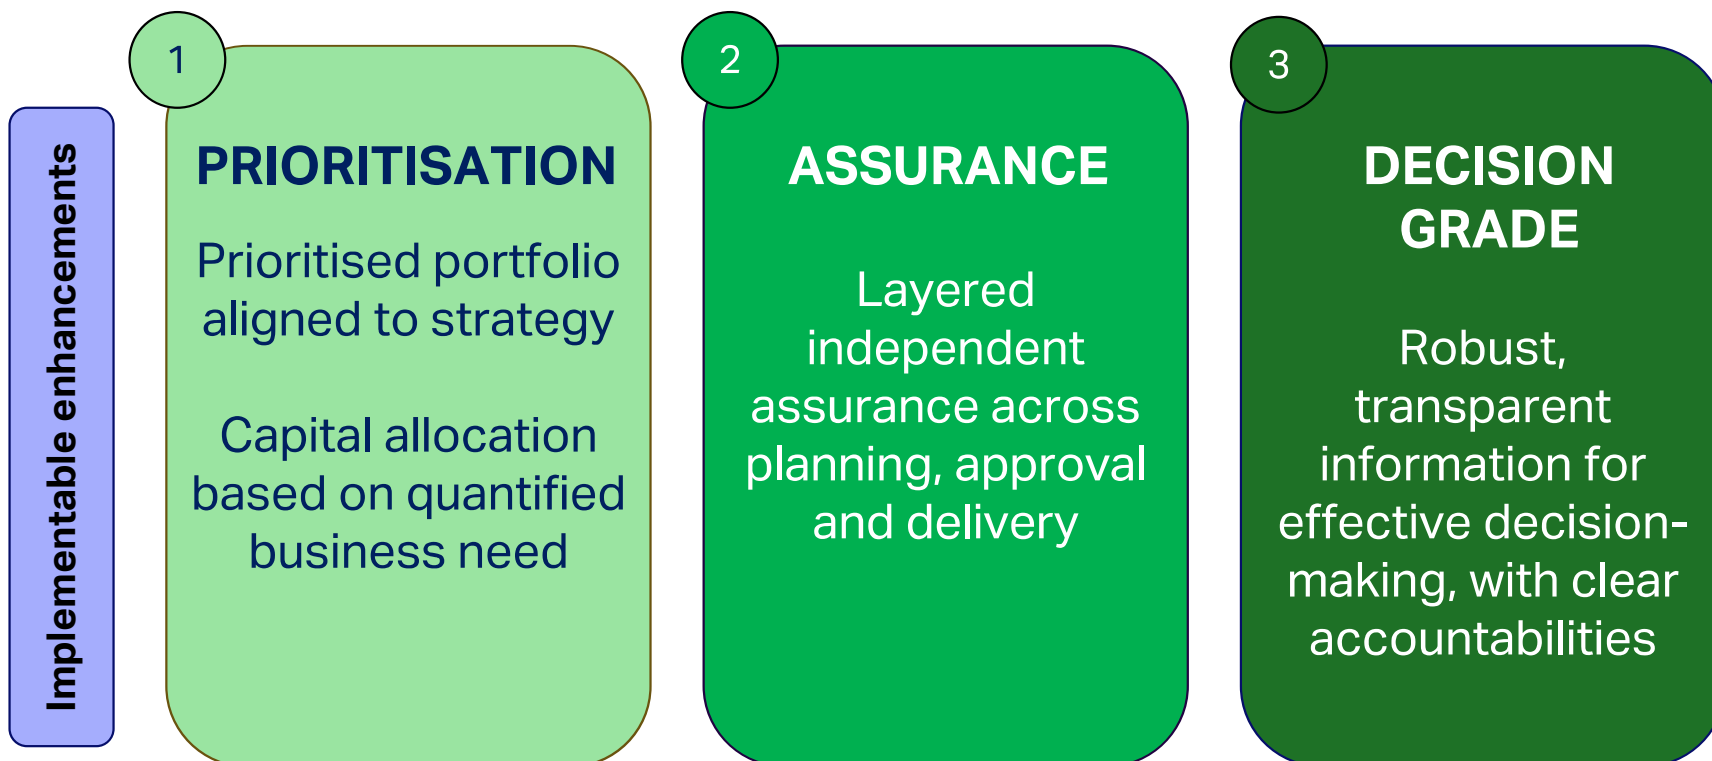 Implementable enhancements
1
PRIORITISATION
Prioritised portfolio
aligned to strategy
Capital allocation
based on quantified
business need
2
ASSURANCE
Layered
independent
assurance across
planning, approval
and delivery
3
DECISION
GRADE
Robust,
transparent
information for
effective decision-
making, with clear
accountabilities